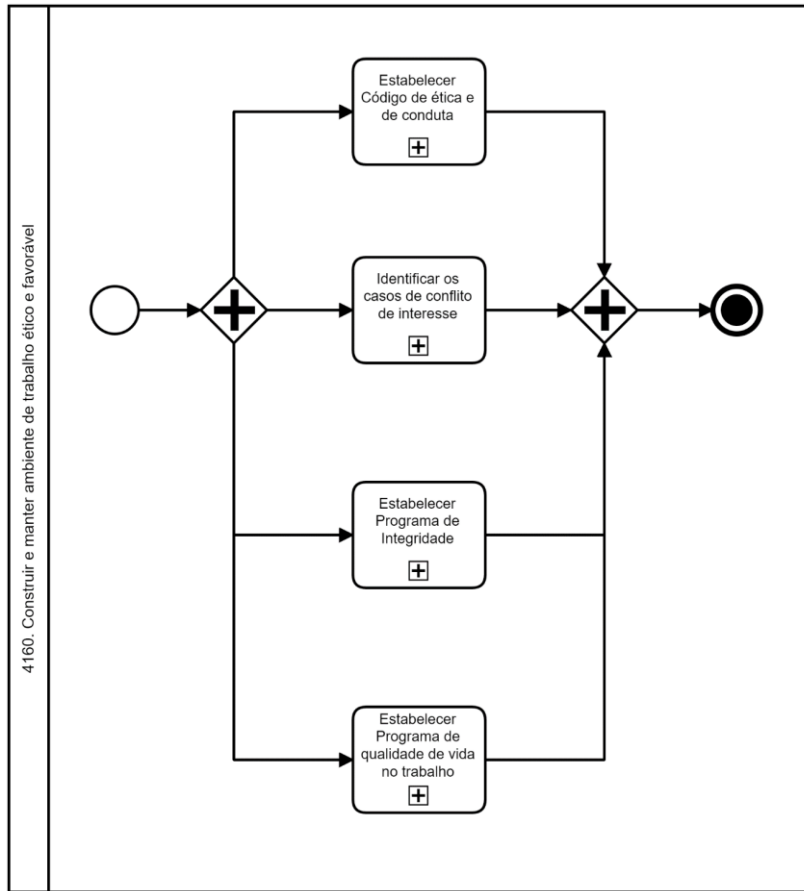 4160. Construir e manter ambiente de trabalho ético e favorável
Estabelecer
Código de ética e
de conduta
Identificar os
casos de conflito
de interesse
Estabelecer
Programa de
Integridade
Estabelecer
Programa de
qualidade de vida
no trabalho